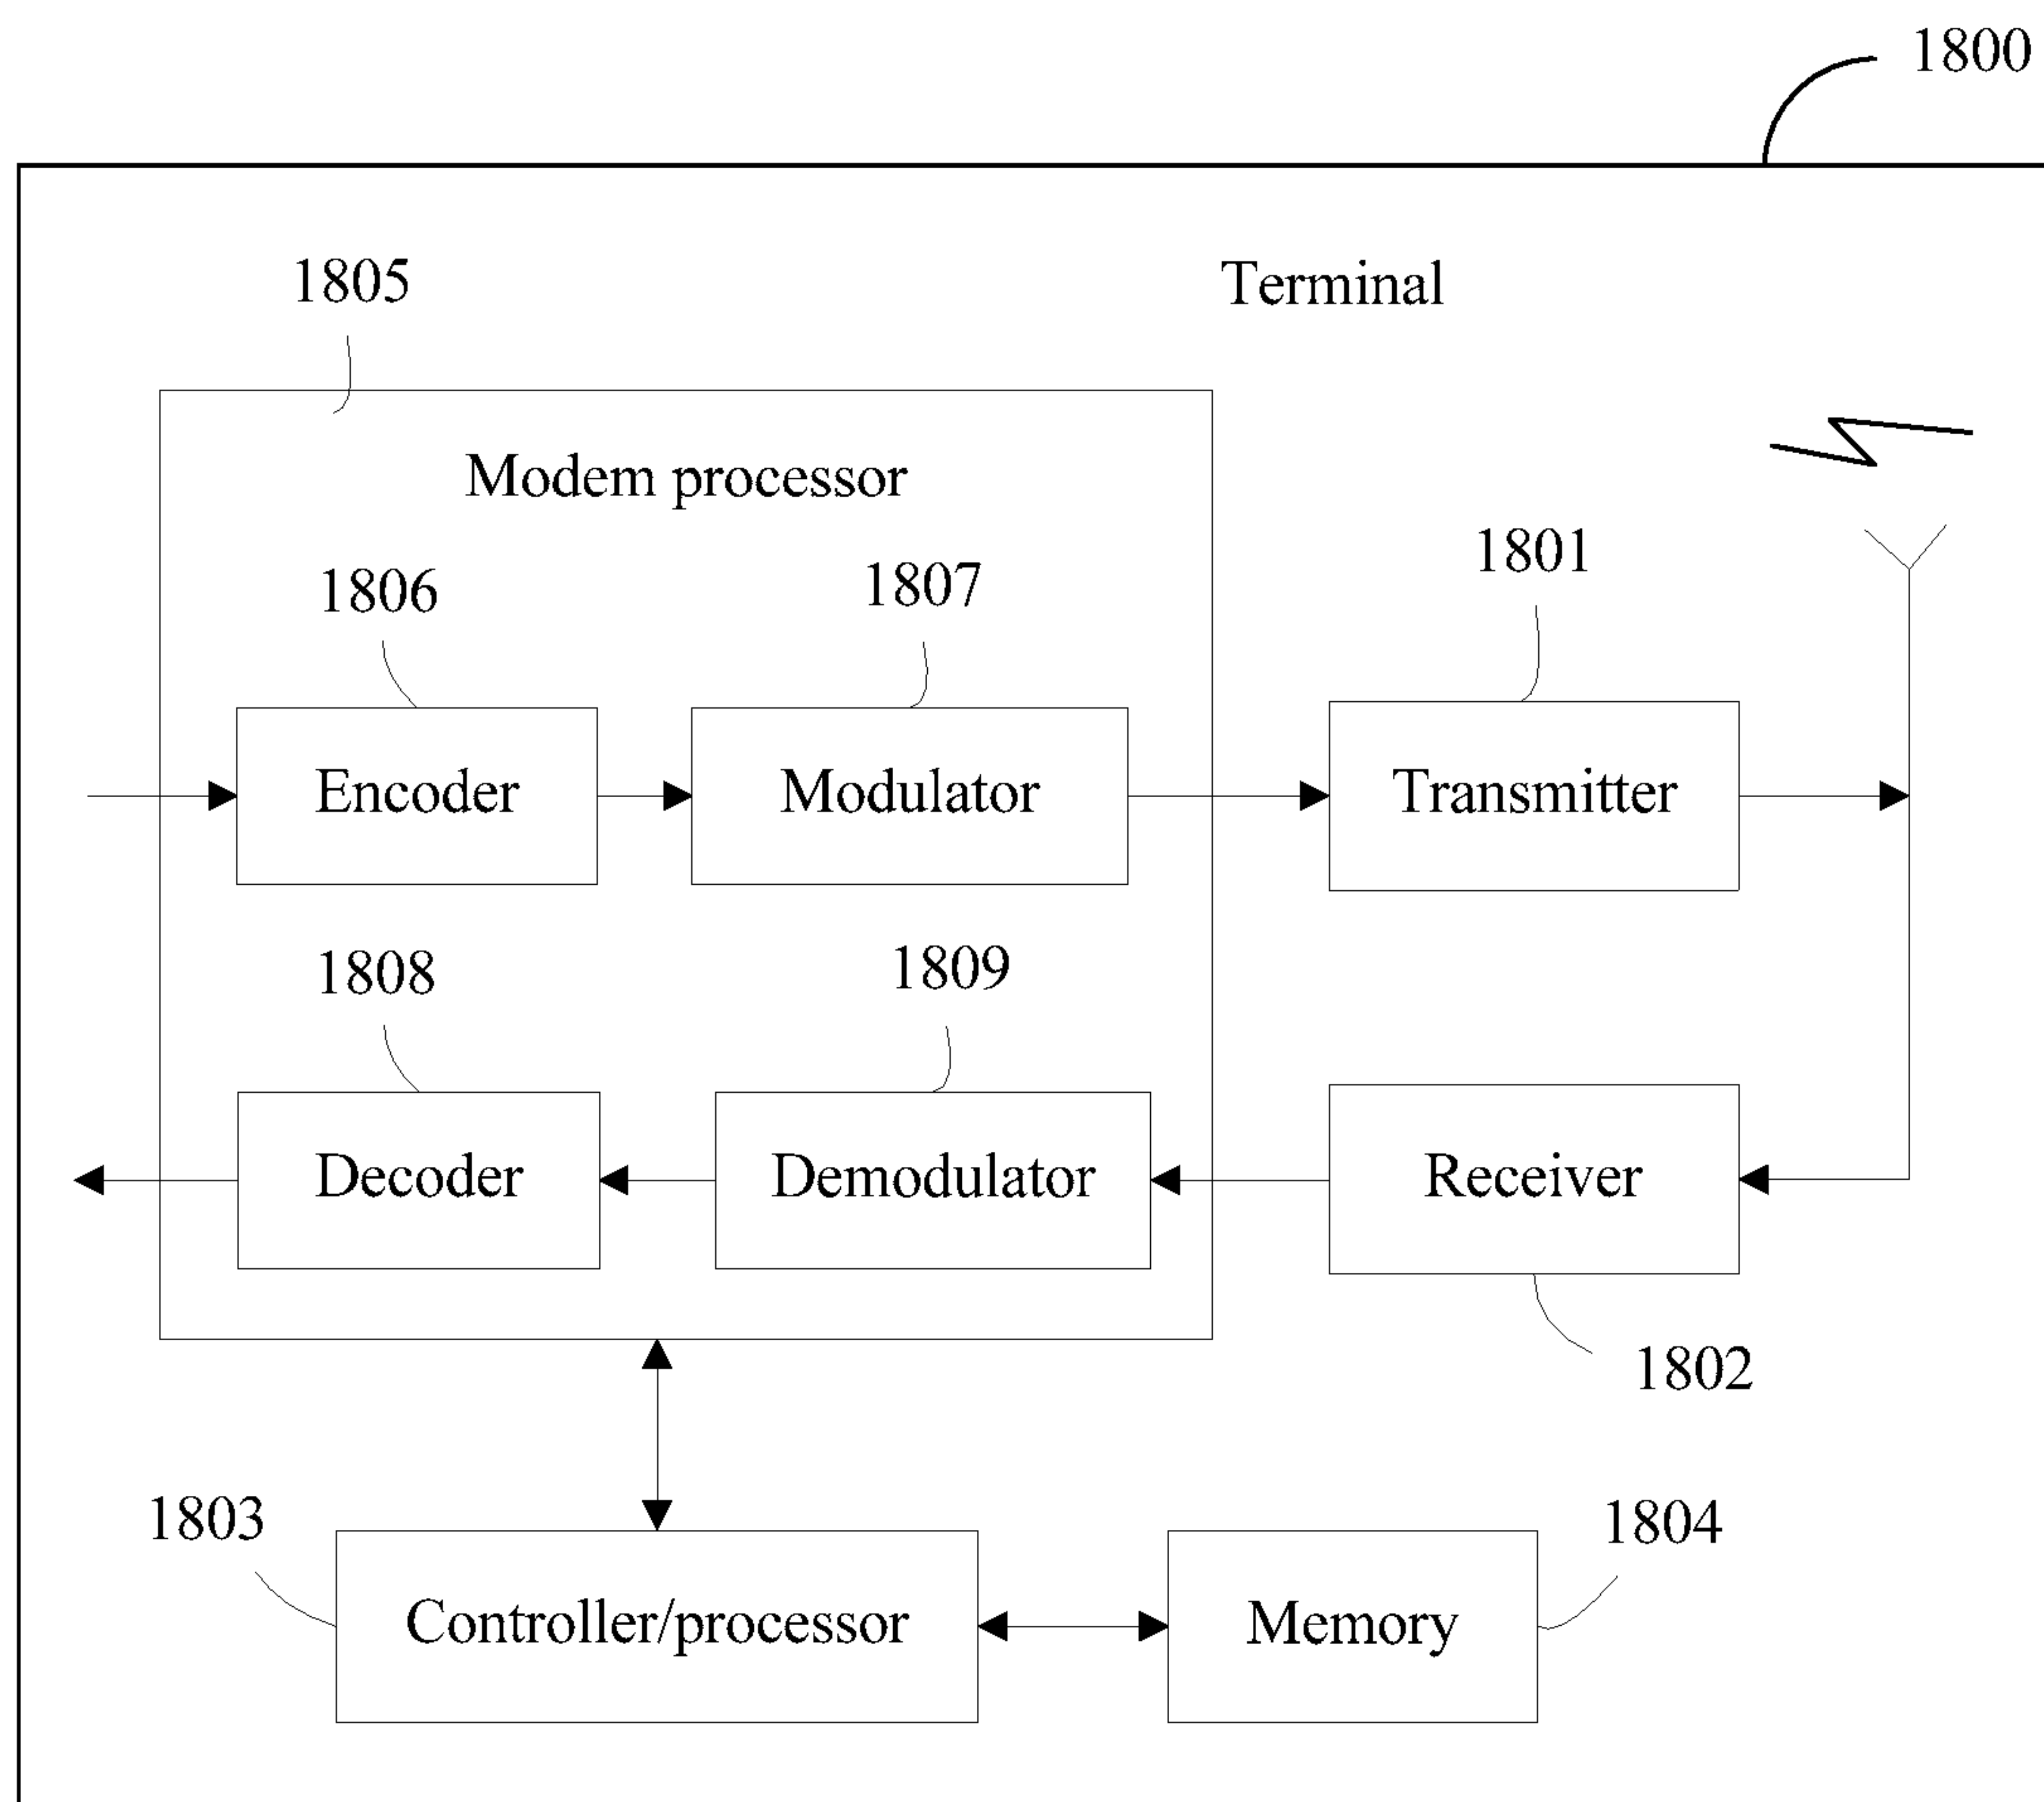 1800
1805
Terminal
Modem processor
1801
1806
1807
Encoder
Modulator
Transmitter
1808
1809
Decoder
Demodulator
Receiver
1802
1803
1804
Controller/processor
Memory